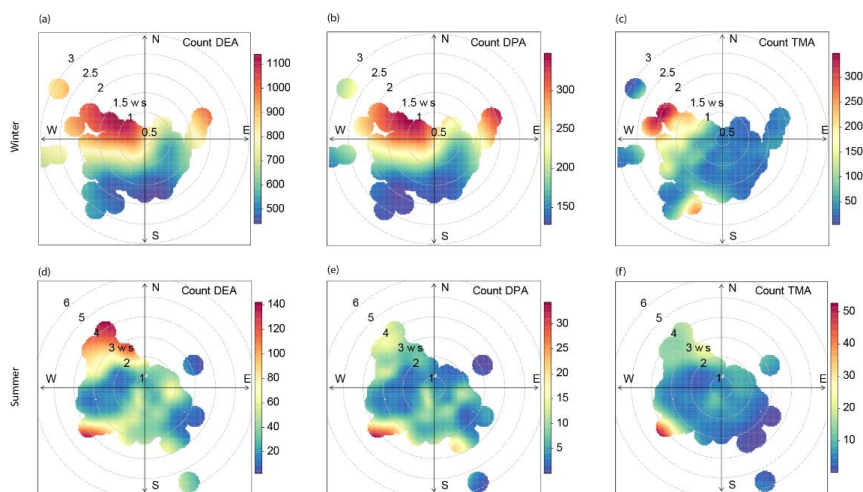 (a)
(b)
(c)
N
Count DEA
N
Count DPA
N
Count TMA
3
2.5
2
1.5 w s
1
0.5
W
E
S
1100
1000
900
800
700
600
500
3
2.5
2
1.5 w s
1
0.5
W
E
S
300
250
200
150
3
2.5
2
1.5 w s
1
0.5
W
E
S
300
250
200
150
100
50
Winter
(d)
(e)
(f)
N
Count DEA
N
Count DPA
N
Count TMA
6
5
4
3 w s
2
1
W
E
S
140
120
100
80
60
40
20
6
5
4
3 w s
2
1
W
E
S
30
25
20
15
10
5
6
5
4
3 w s
2
1
W
E
S
50
40
30
20
10
0
Summer